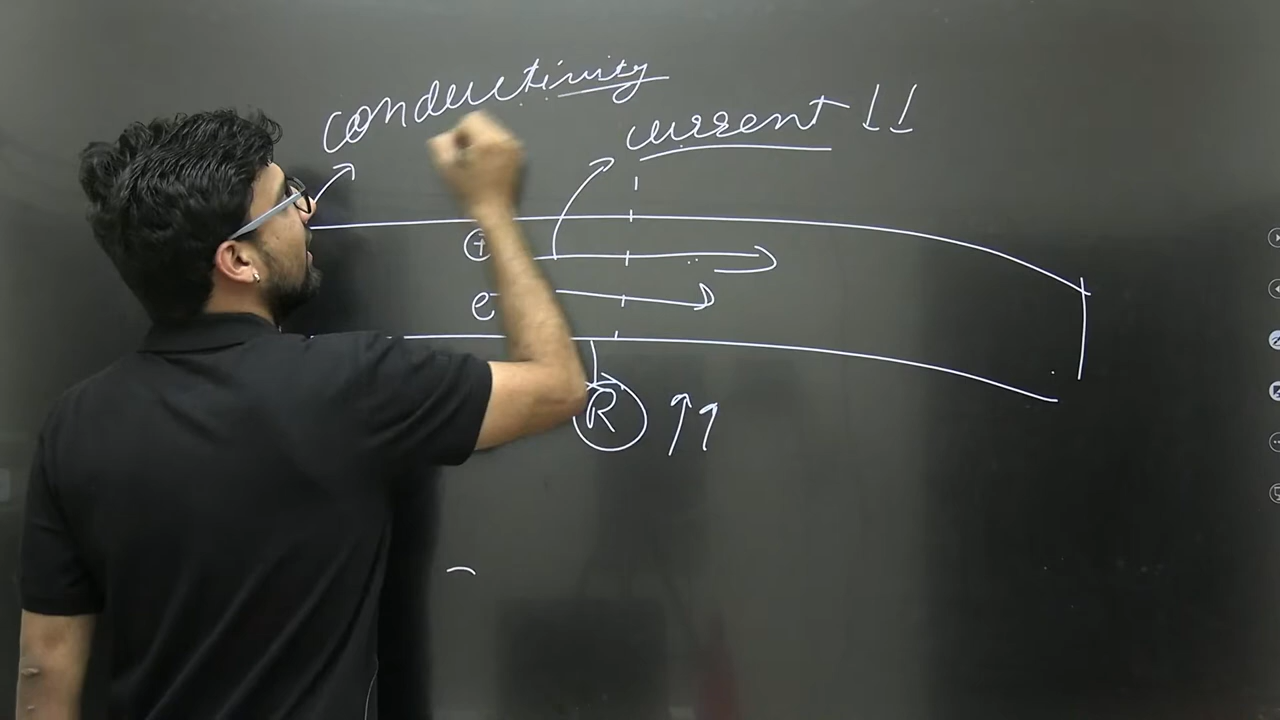 conductivity
current ↓↓
+
e-
R ↑↑